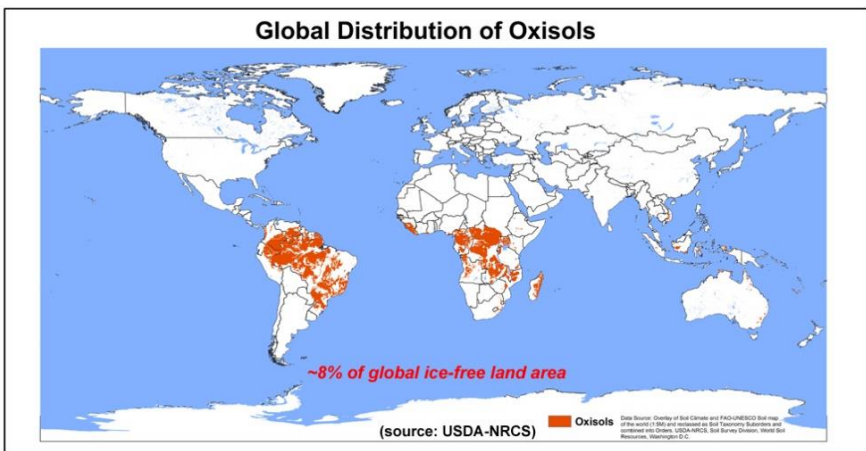 Global Distribution of Oxisols
~8% of global ice-free land area
(source: USDA-NRCS)
Oxisols
Data Source: Overlay of Soil Climate and FAO-UNESCO Soil map
of the world (1:5M) and reclassed as Soil Taxonomy Suborders and
combined into Orders. USDA-NRCS, Soil Survey Division, World Soil
Resources, Washington D.C.